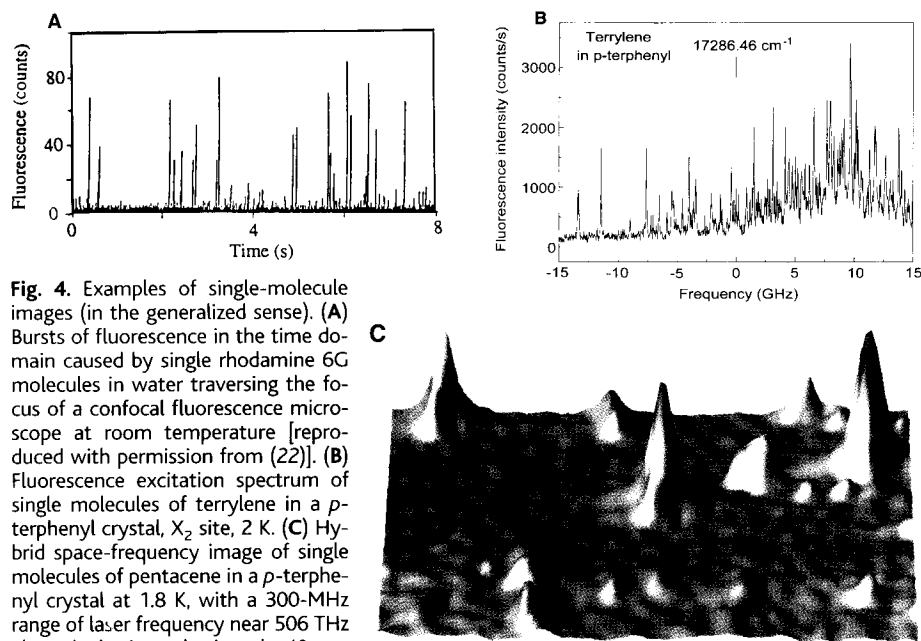 A
Fluorescence (counts)
80
40
0
0
4
8
Time (s)
B
Terrylene
in p-terphenyl
17286.46 cm-1
Fluorescence intensity (counts/s)
3000
2000
1000
0
-15
-10
-5
0
5
10
15
Frequency (GHz)
Fig. 4. Examples of single-molecule
images (in the generalized sense). (A)
Bursts of fluorescence in the time do-
main caused by single rhodamine 6G
molecules in water traversing the fo-
cus of a confocal fluorescence micro-
scope at room temperature [repro-
duced with permission from (22)]. (B)
Fluorescence excitation spectrum of
single molecules of terrylene in a p-
terphenyl crystal, X2 site, 2 K. (C) Hy-
brid space-frequency image of single
molecules of pentacene in a p-terphe-
nyl crystal at 1.8 K, with a 300-MHz
range of laser frequency near 506 THz
C